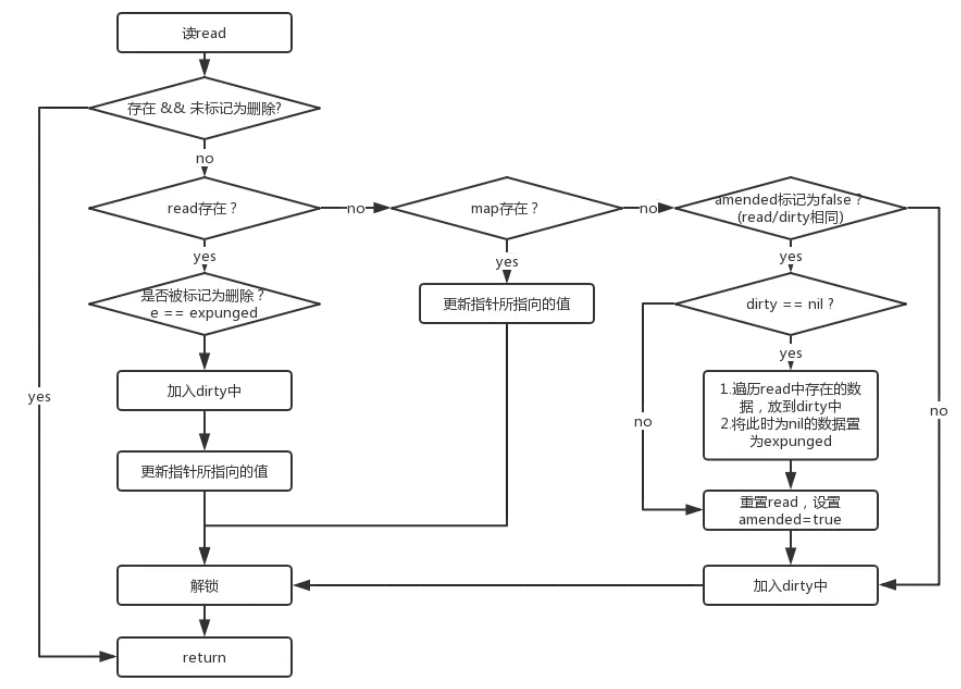 读read
存在 && 未标记为删除?
no
read存在？
no
map存在？
no
amended标记为false？
(read/dirty相同)
yes
yes
yes
是否被标记为删除？
e == expunged
更新指针所指向的值
dirty == nil？
yes
加入dirty中
1.遍历read中存在的数
据，放到dirty中
2.将此时为nil的数据置
为expunged
yes
no
no
更新指针所指向的值
重置read，设置
amended=true
解锁
加入dirty中
return